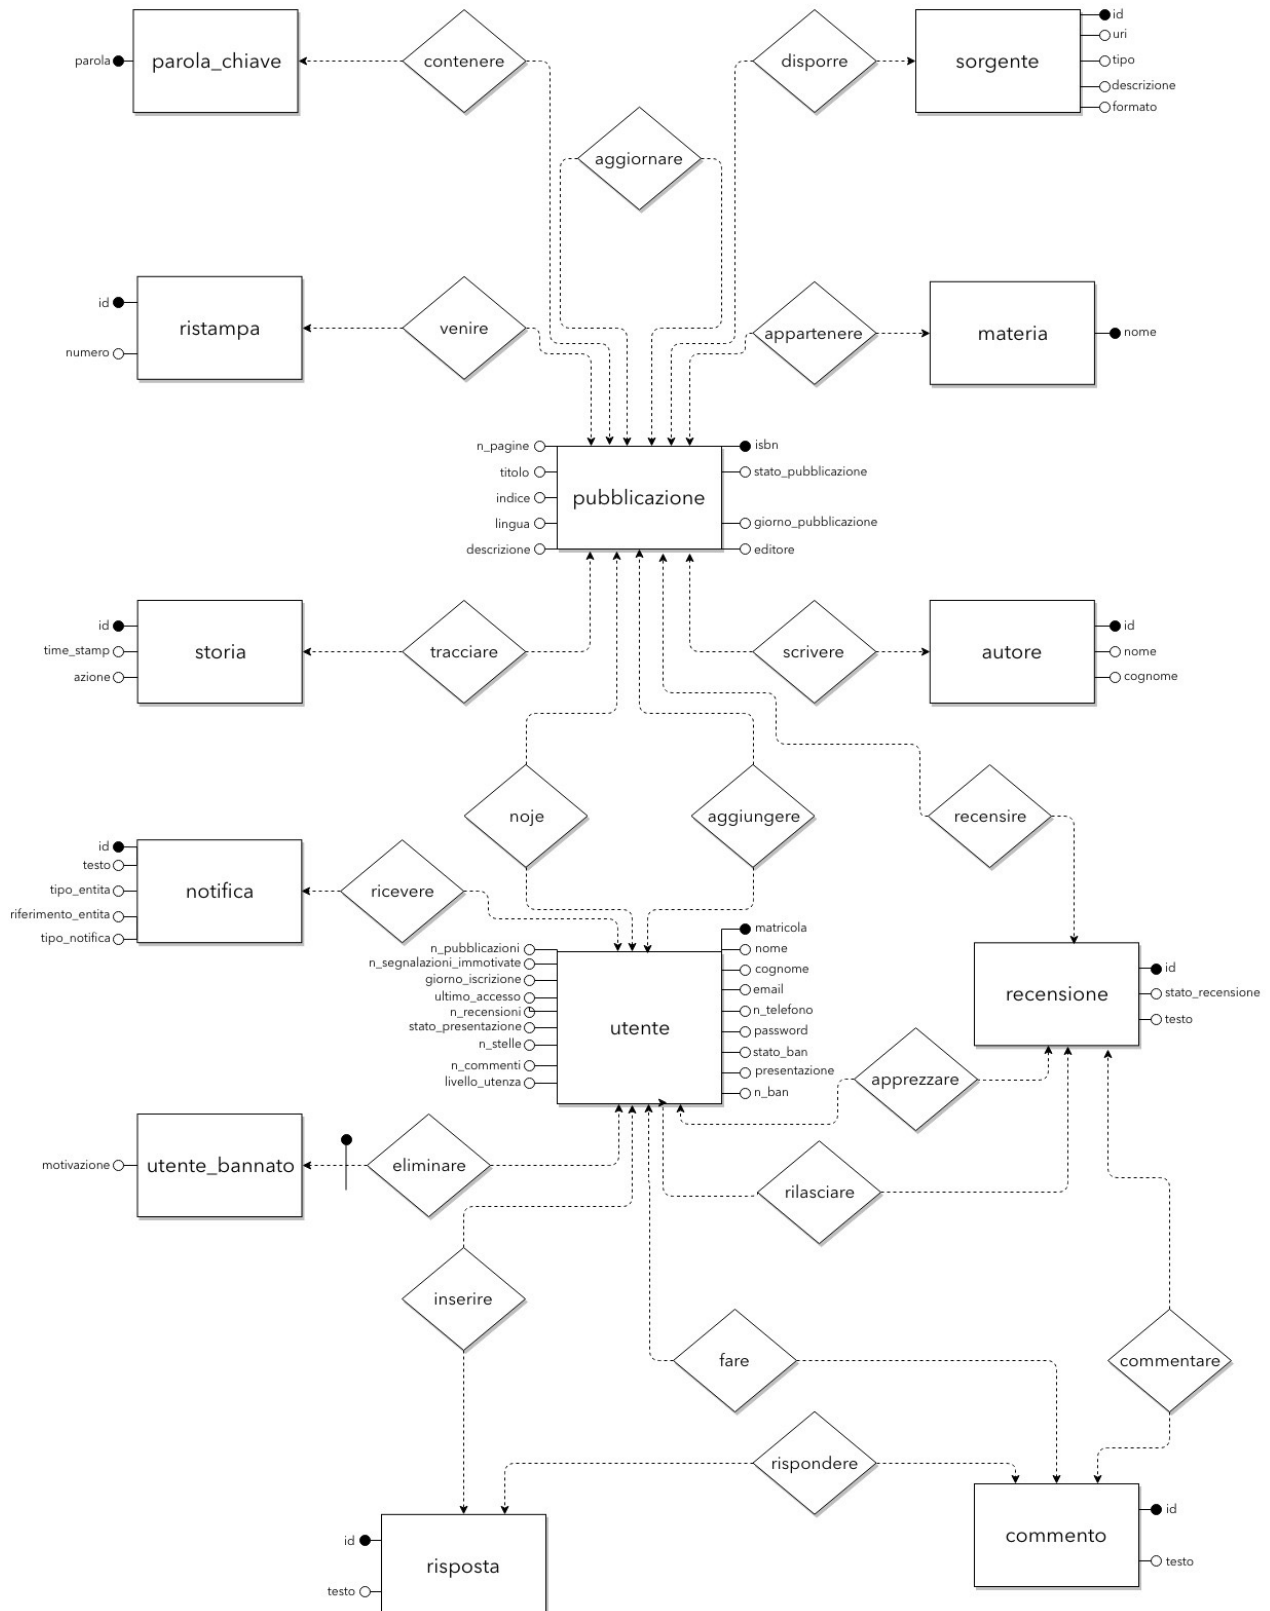 parola
parola_chiave
contenere
disporre
sorgente
id
uri
tipo
descrizione
formato
aggiornare
id
numero
ristampa
venire
appartenere
materia
nome
n_pagine
titolo
indice
lingua
descrizione
pubblicazione
isbn
stato_pubblicazione
giorno_pubblicazione
editore
id
time_stamp
azione
storia
tracciare
scrivere
autore
id
nome
cognome
noje
aggiungere
recensire
id
testo
tipo_entita
riferimento_entita
tipo_notifica
notifica
ricevere
n_pubblicazioni
n_segnalazioni_immotivate
giorno_iscrizione
ultimo_accesso
n_recensioni
stato_presentazione
n_stelle
n_commenti
livello_utenza
utente
matricola
nome
cognome
email
n_telefono
password
stato_ban
presentazione
n_ban
recensione
id
stato_recensione
testo
apprezzare
motivazione
utente_bannato
eliminare
rilasciare
inserire
fare
commentare
rispondere
id
testo
risposta
commento
id
testo